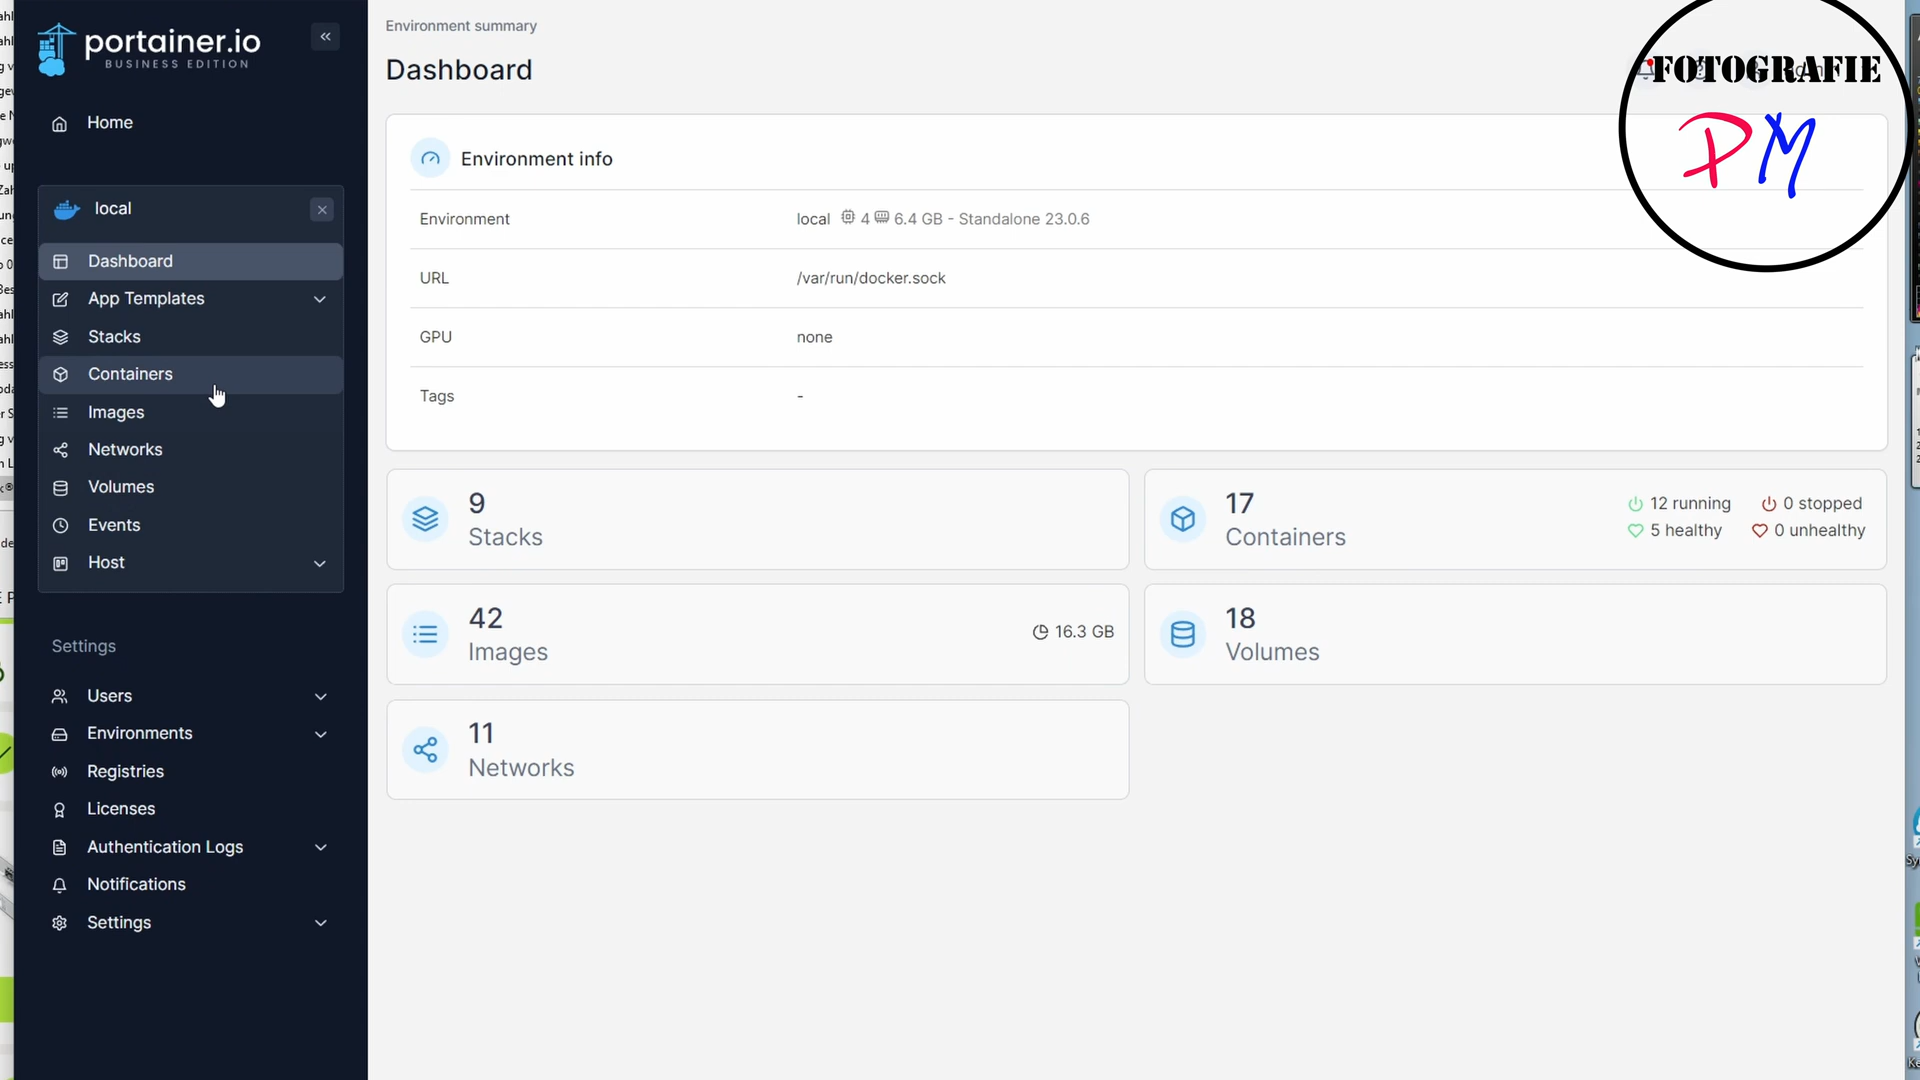 portainer.io
BUSINESS EDITION
Home
local
Dashboard
App Templates
Stacks
Containers
Images
Networks
Volumes
Events
Host
Settings
Users
Environments
Registries
Licenses
Authentication Logs
Notifications
Settings
Environment summary
Dashboard
Environment info
Environment local 4 6.4 GB - Standalone 23.0.6
URL /var/run/docker.sock
GPU none
Tags -
9
Stacks
17
Containers
12 running 0 stopped
5 healthy 0 unhealthy
42
Images
16.3 GB
18
Volumes
11
Networks
FOTOGRAFIE
PM